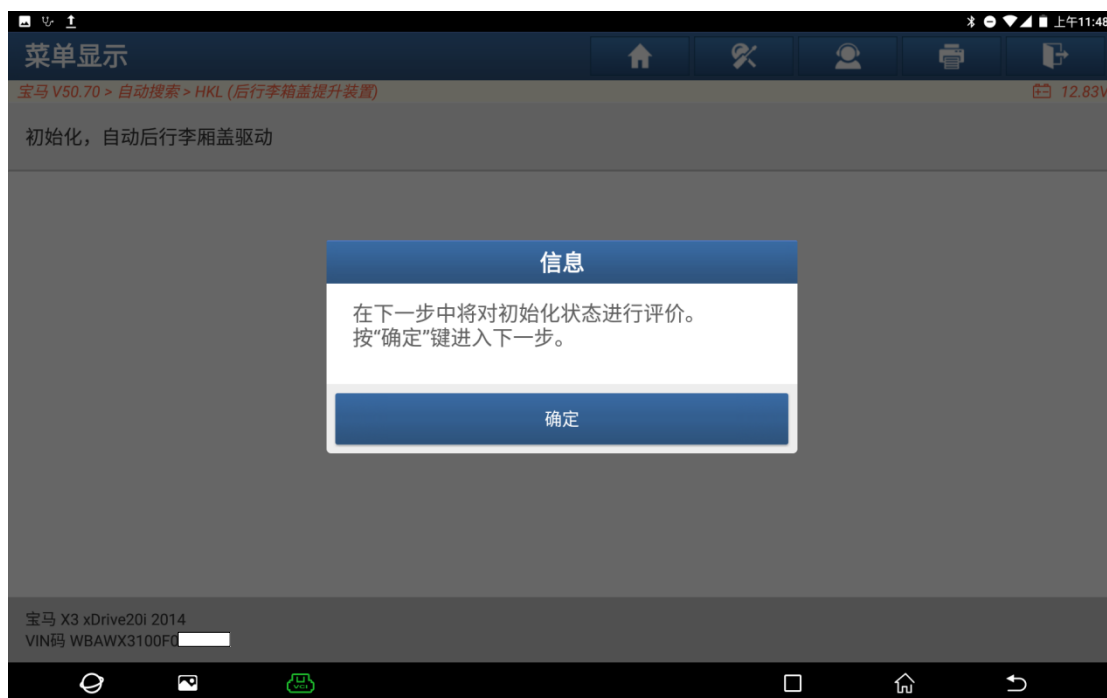 上午11:48
菜单显示
宝马 V50.70 > 自动搜索 > HKL (后行李箱盖提升装置)
12.83V
初始化，自动后行李厢盖驱动
信息
在下一步中将对初始化状态进行评价。
按“确定”键进入下一步。
确定
宝马 X3 xDrive20i 2014
VIN码 WBAWX3100F0
VCI